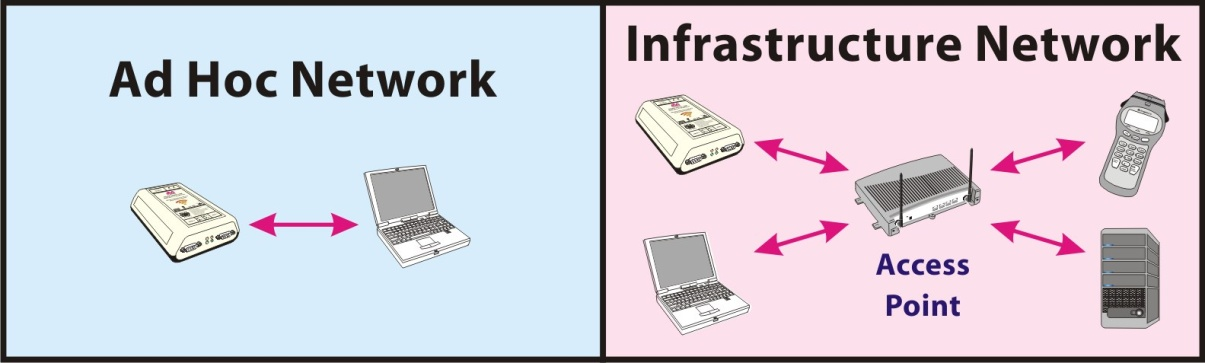 Ad Hoc Network
Infrastructure Network
Access
Point